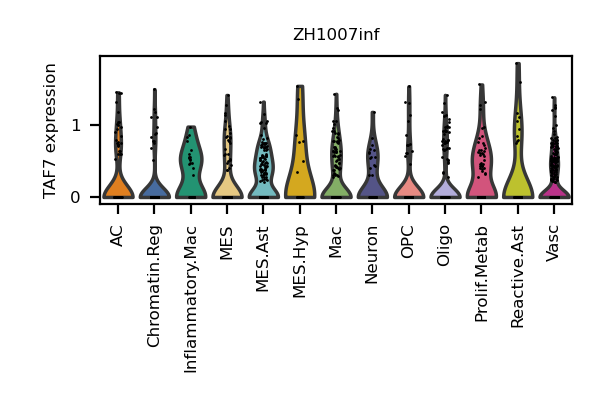 ZH1007inf
TAF7 expression
1
0
AC
Chromatin.Reg
Inflammatory.Mac
MES
MES.Ast
MES.Hyp
Mac
Neuron
OPC
Oligo
Prolif.Metab
Reactive.Ast
Vasc